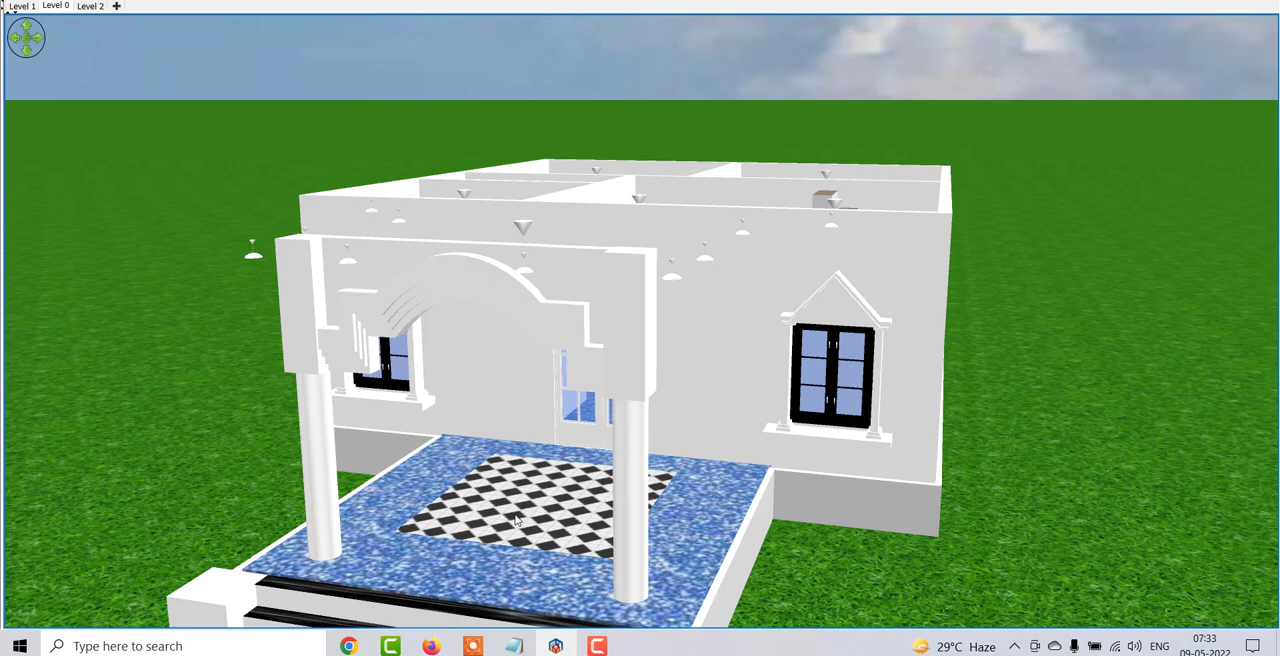 Level 1 Level 0 Level 2
Type here to search
29°C Haze
ENG
07:33
09-05-2022